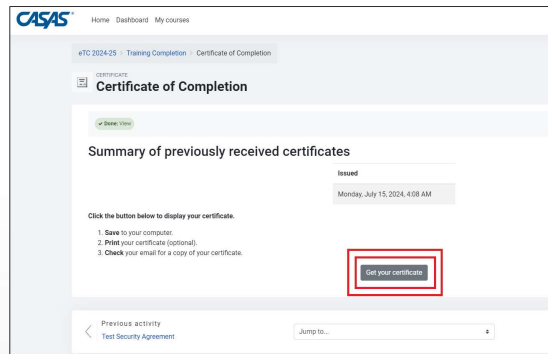 CASAS®
Home Dashboard My courses
eTC 2024-25 > Training Completion > Certificate of Completion
CERTIFICATE
Certificate of Completion
✓ Done: View
Summary of previously received certificates
Issued
Monday, July 15, 2024, 4:08 AM
Click the button below to display your certificate.
1. Save to your computer.
2. Print your certificate (optional).
3. Check your email for a copy of your certificate.
Get your certificate
Previous activity
Test Security Agreement
Jump to...